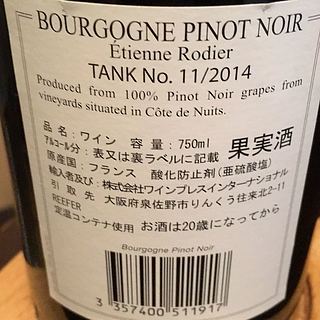 BOURGOGNE PINOT NOIR
Étienne Rodier
TANK No. 11/2014
Produced from 100% Pinot Noir grapes from
vineyards situated in Côte de Nuits.
品名：ワイン 容量：750ml 果実酒
アルコール分：表又は裏ラベルに記載
原産国：フランス 酸化防止剤(亜硫酸塩)
輸入者及び：株式会社ワインプレスインターナショナル
引取先 大阪府泉佐野市りんくう往来北2-11
REEFER
定温コンテナ使用 お酒は20歳になってから
Bourgogne Pinot Noir
3 357400 511917